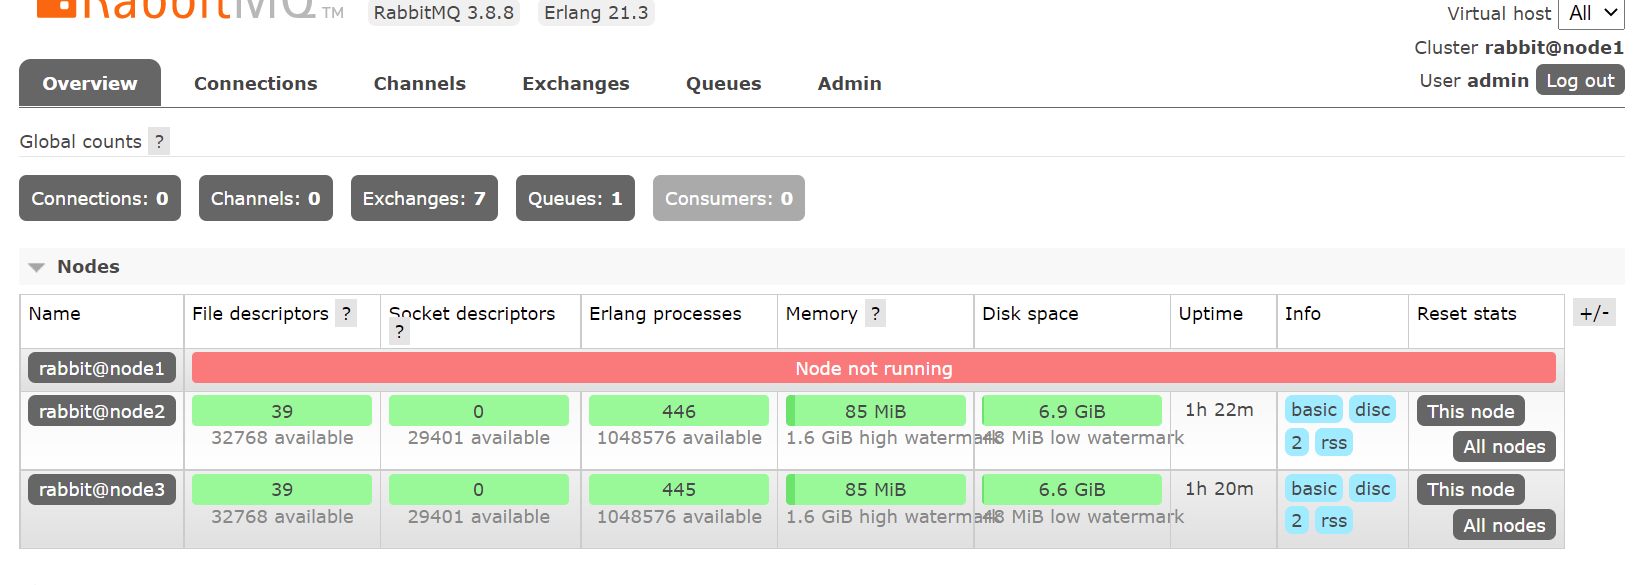 RabbitMQ TM RabbitMQ 3.8.8 Erlang 21.3
Virtual host All
Cluster rabbit@node1
User admin Log out
Overview Connections Channels Exchanges Queues Admin
Global counts ?
Connections: 0 Channels: 0 Exchanges: 7 Queues: 1 Consumers: 0
Nodes
Name File descriptors ? Socket descriptors ? Erlang processes Memory ? Disk space Uptime Info Reset stats +/-
rabbit@node1 Node not running
rabbit@node2 39 0 446 85 MiB 6.9 GiB 1h 22m basic disc This node
32768 available 29401 available 1048576 available 1.6 GiB high watermark 48 MiB low watermark 2 rss All nodes
rabbit@node3 39 0 445 85 MiB 6.6 GiB 1h 20m basic disc This node
32768 available 29401 available 1048576 available 1.6 GiB high watermark 48 MiB low watermark 2 rss All nodes